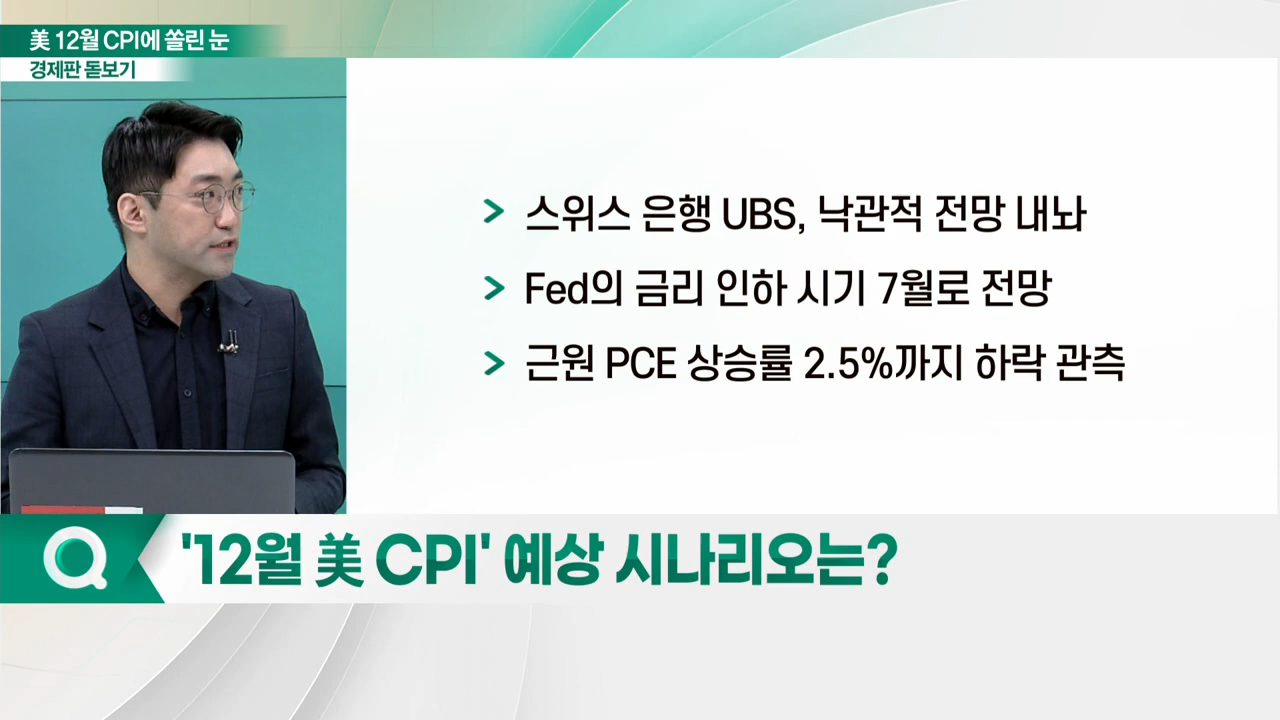 美 12월 CPI에 쏠린 눈
경제판 돋보기
> 스위스 은행 UBS, 낙관적 전망 내놔
> Fed의 금리 인하 시기 7월로 전망
> 근원 PCE 상승률 2.5%까지 하락 관측
'12월 美 CPI' 예상 시나리오는?